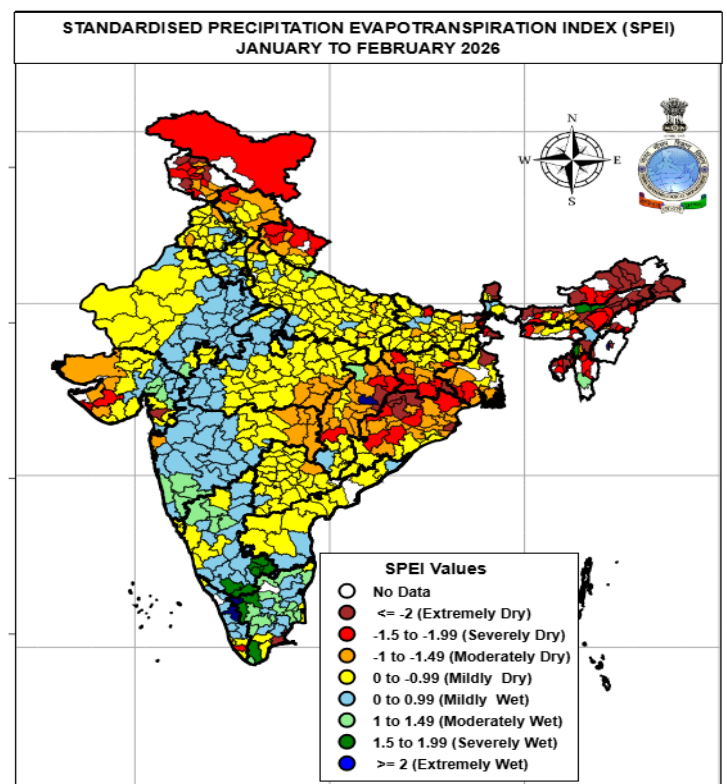 STANDARDISED PRECIPITATION EVAPOTRANSPIRATION INDEX (SPEI)
JANUARY TO FEBRUARY 2026
N
W
E
S
SPEI Values
No Data
<= -2 (Extremely Dry)
-1.5 to -1.99 (Severely Dry)
-1 to -1.49 (Moderately Dry)
0 to -0.99 (Mildly Dry)
0 to 0.99 (Mildly Wet)
1 to 1.49 (Moderately Wet)
1.5 to 1.99 (Severely Wet)
>= 2 (Extremely Wet)